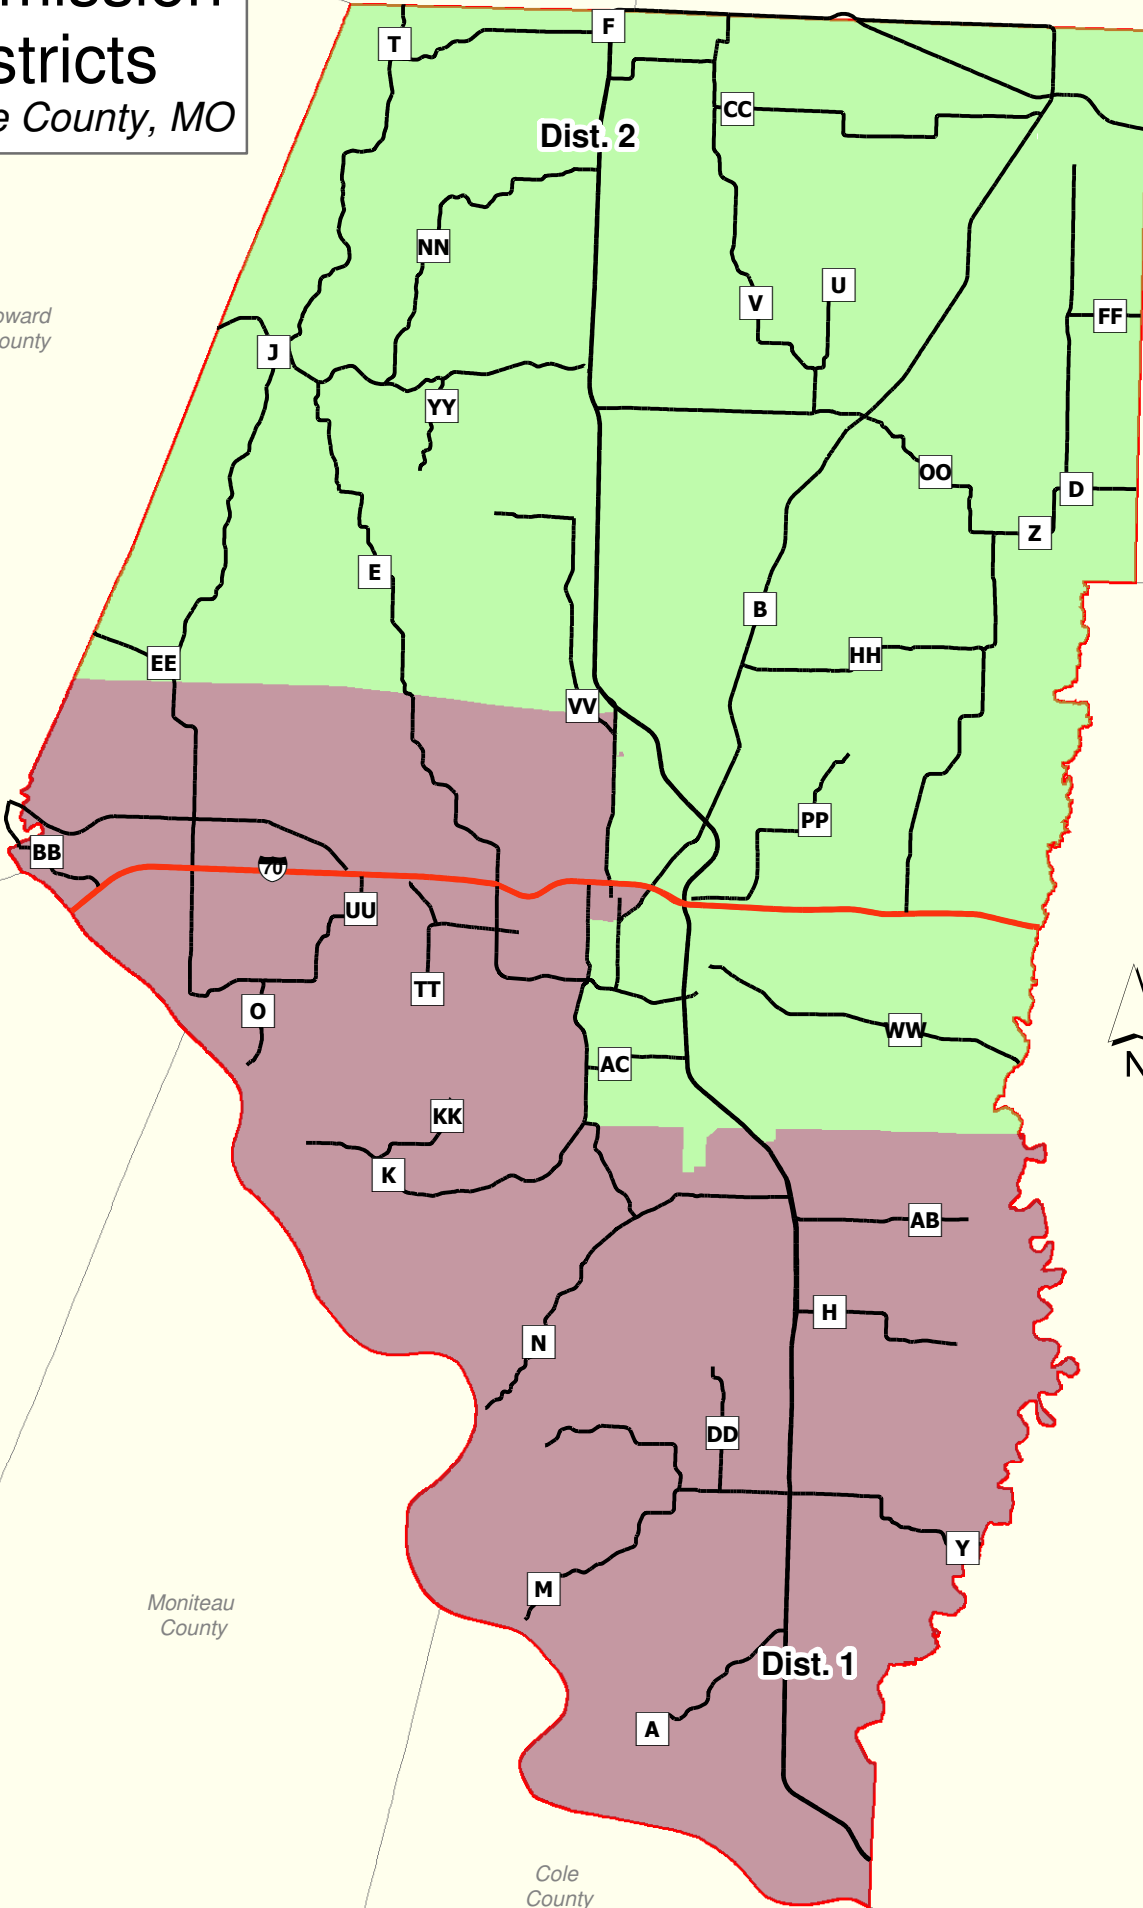 stricts
County, MO
F
T
CC
Dist. 2
NN
U
V
FF
J
YY
OO
D
Z
E
B
HH
EE
VV
PP
BB
70
UU
TT
O
WW
AC
KK
K
AB
H
N
DD
Y
M
Moniteau
County
Dist. 1
A
Cole
County
N